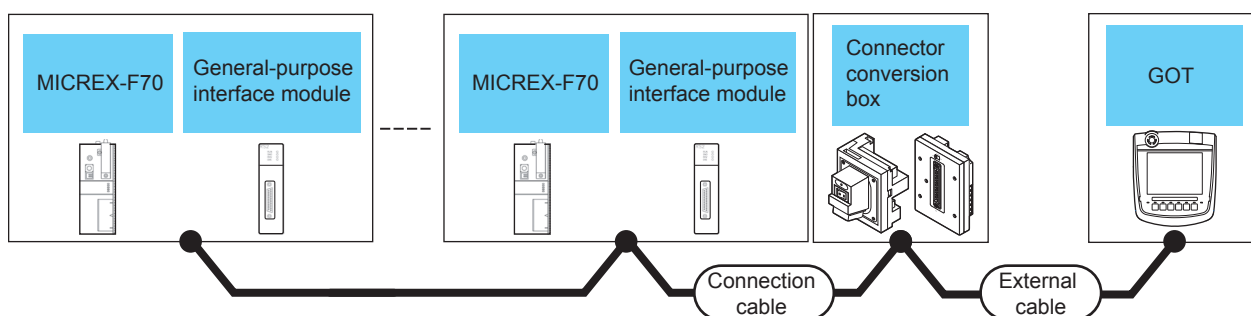 MICREX-F70
General-purpose
interface module
MICREX-F70
General-purpose
interface module
Connector
conversion
box
GOT
Connection
cable
External
cable